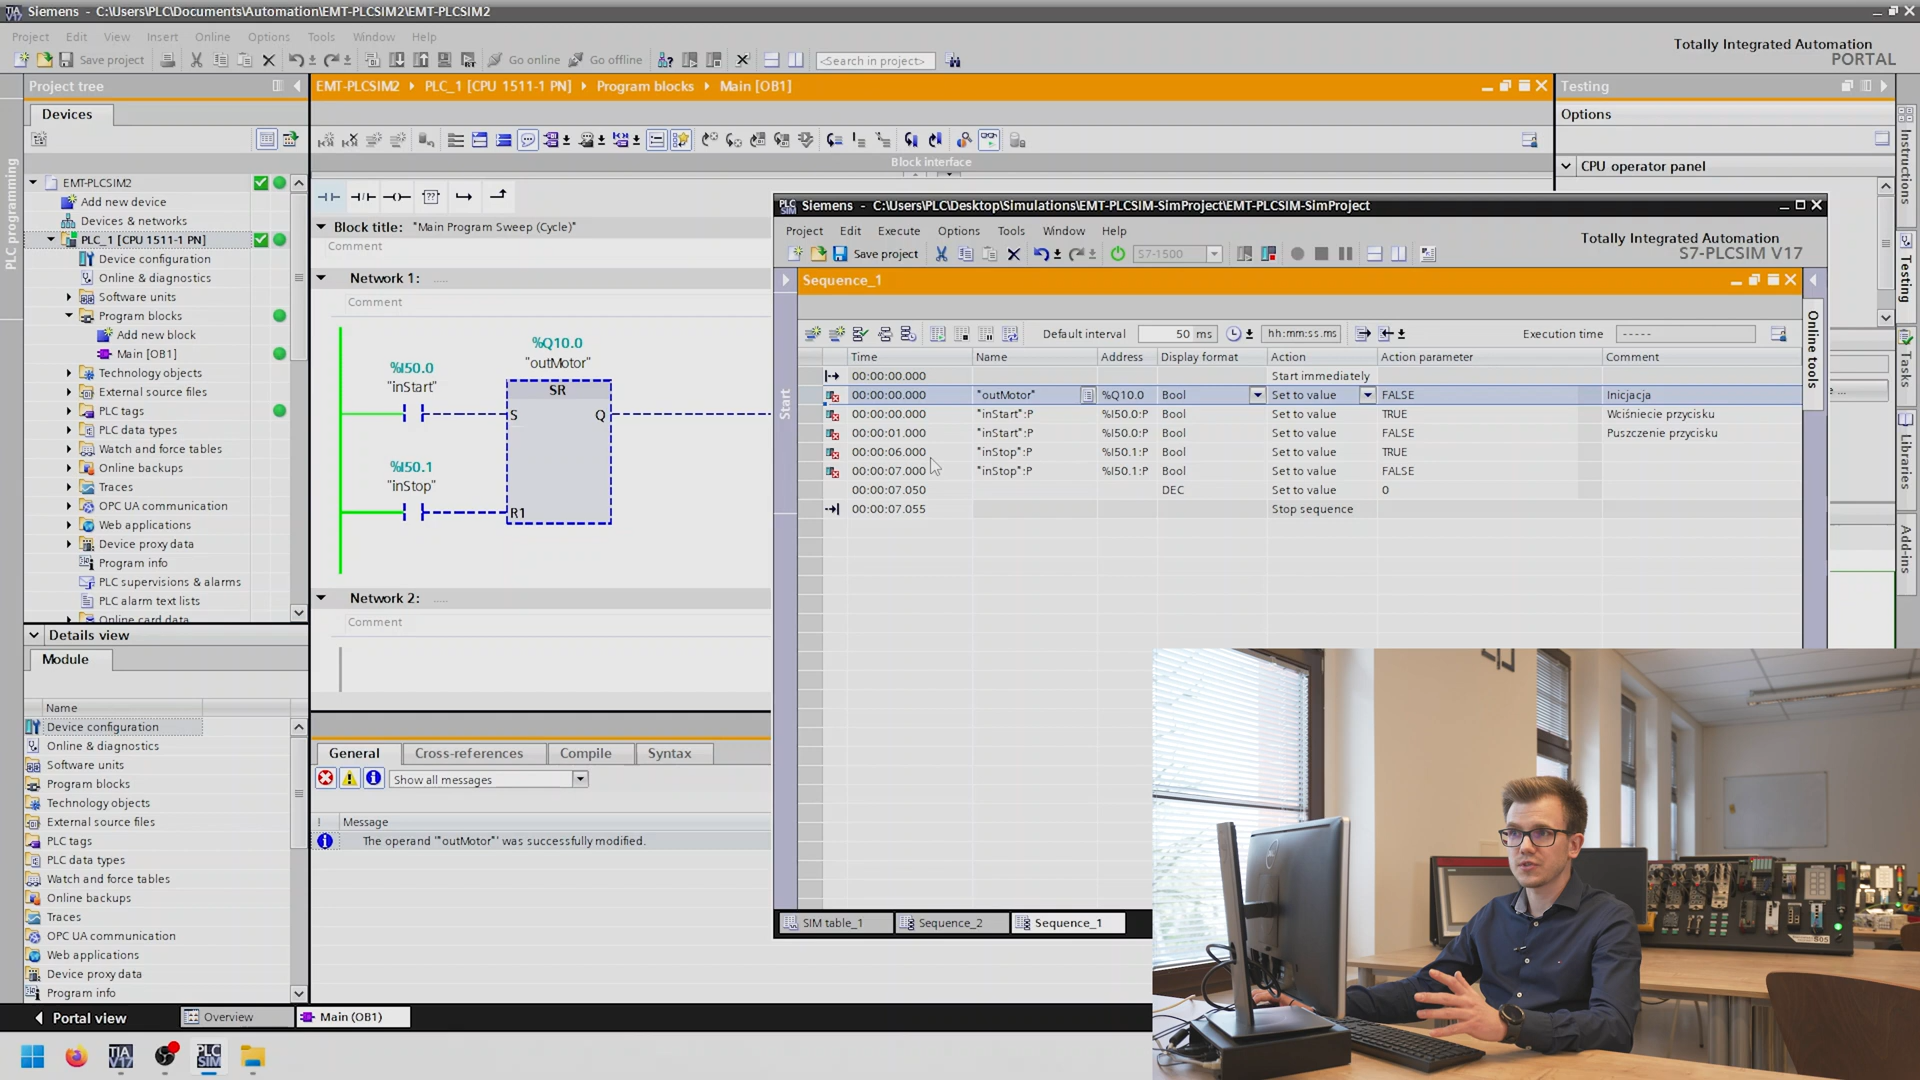 Siemens - C:\Users\PLC\Documents\Automation\EMT-PLCSIM2\EMT-PLCSIM2
Project Edit View Insert Online Options Tools Window Help
Save project Go online Go offline <Search in project>
Totally Integrated Automation
PORTAL
Project tree
EMT-PLCSIM2 PLC_1 [CPU 1511-1 PN] Program blocks Main [OB1]
Testing
Devices
Options
Block interface
CPU operator panel
PLC programming
EMT-PLCSIM2
Add new device
Devices & networks
PLC_1 [CPU 1511-1 PN]
Device configuration
Online & diagnostics
Software units
Program blocks
Add new block
Main [OB1]
Technology objects
External source files
PLC tags
PLC data types
Watch and force tables
Online backups
Traces
OPC UA communication
Web applications
Device proxy data
Program info
PLC supervisions & alarms
PLC alarm text lists
Online card data
Details view
Module
Name
Device configuration
Online & diagnostics
Software units
Program blocks
Technology objects
External source files
PLC tags
PLC data types
Watch and force tables
Online backups
Traces
OPC UA communication
Web applications
Device proxy data
Program info
Block title: "Main Program Sweep (Cycle)"
Comment
Network 1:
Comment
%Q10.0
"outMotor"
%I50.0
"inStart"
SR
S Q
%I50.1
"inStop"
R1
Network 2:
Comment
General Cross-references Compile Syntax
Show all messages
! Message
The operand '"outMotor"' was successfully modified.
Siemens - C:\Users\PLC\Desktop\Simulations\EMT-PLCSIM-SimProject\EMT-PLCSIM-SimProject
Project Edit Execute Options Tools Window Help
Totally Integrated Automation
S7-PLCSIM V17
Save project S7-1500
Sequence_1
Default interval 50 ms hh:mm:ss.ms Execution time -----
Time Name Address Display format Action Action parameter Comment
00:00:00.000 Start immediately
00:00:00.000 "outMotor" %Q10.0 Bool Set to value FALSE Inicjacja
00:00:00.000 "inStart":P %I50.0:P Bool Set to value TRUE Wciśniecie przycisku
00:00:01.000 "inStart":P %I50.0:P Bool Set to value FALSE Puszczenie przycisku
00:00:06.000 "inStop":P %I50.1:P Bool Set to value TRUE
00:00:07.000 "inStop":P %I50.1:P Bool Set to value FALSE
00:00:07.050 DEC Set to value 0
00:00:07.055 Stop sequence
Start
Online tools
SIM table_1 Sequence_2 Sequence_1
Instructions
Testing
Tasks
Libraries
Add-ins
Portal view Overview Main (OB1)
TIA V17
PLC SIM